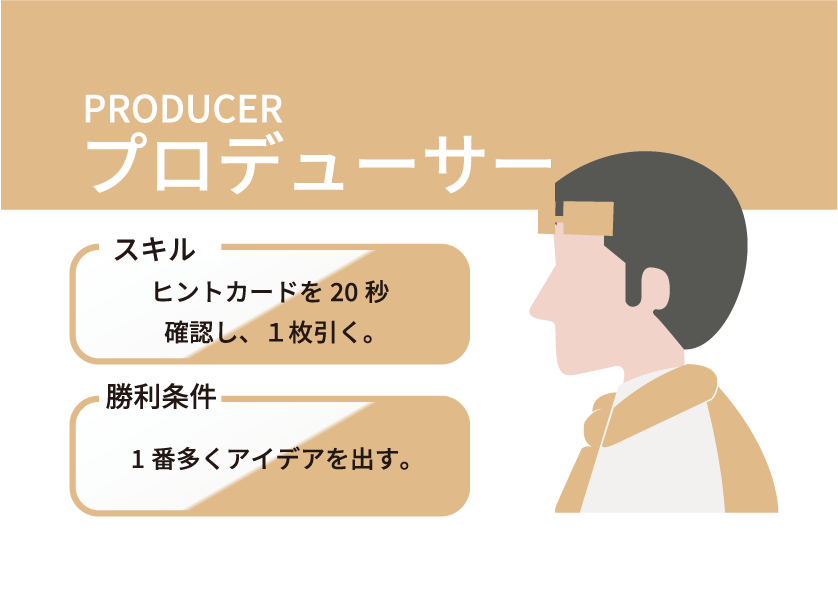 PRODUCER
プロデューサー
スキル
ヒントカードを 20 秒
確認し、１枚引く。
勝利条件
1 番多くアイデアを出す。